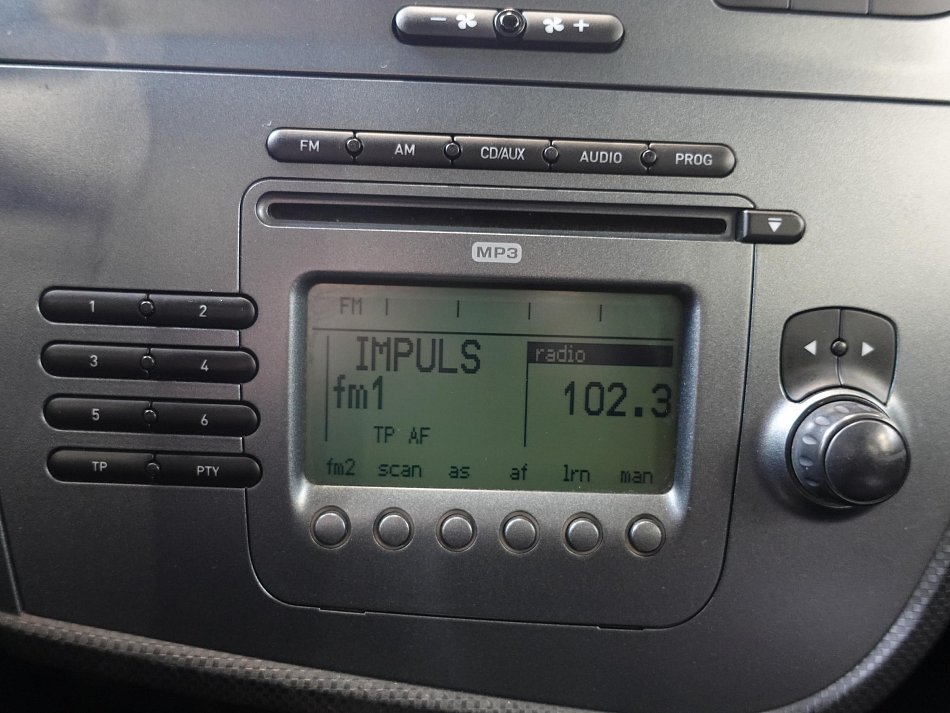 − +
FM AM CD/AUX AUDIO PROG
MP3
1 2
3 4
5 6
TP PTY
FM
IMPULS
radio
fm1
102.3
TP AF
fm2 scan as af lrn man